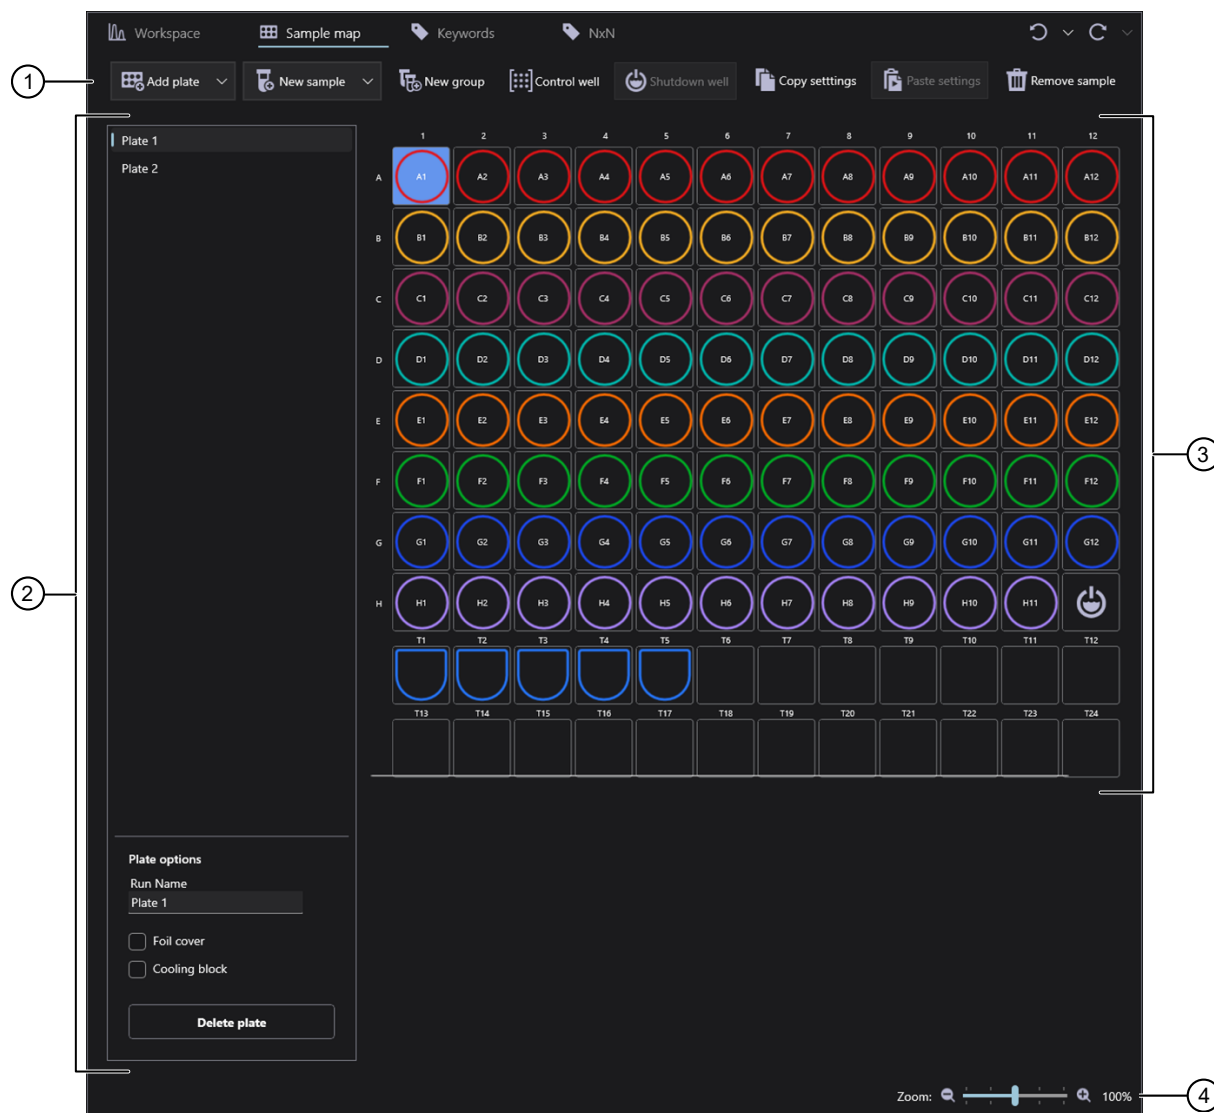 Workspace Sample map Keywords NxN
1 Add plate New sample New group Control well Shutdown well Copy setttings Paste settings Remove sample
Plate 1
Plate 2
2
Plate options
Run Name
Plate 1
Foil cover
Cooling block
Delete plate
1 2 3 4 5 6 7 8 9 10 11 12
A A1 A2 A3 A4 A5 A6 A7 A8 A9 A10 A11 A12
B B1 B2 B3 B4 B5 B6 B7 B8 B9 B10 B11 B12
C C1 C2 C3 C4 C5 C6 C7 C8 C9 C10 C11 C12
D D1 D2 D3 D4 D5 D6 D7 D8 D9 D10 D11 D12
E E1 E2 E3 E4 E5 E6 E7 E8 E9 E10 E11 E12
F F1 F2 F3 F4 F5 F6 F7 F8 F9 F10 F11 F12
G G1 G2 G3 G4 G5 G6 G7 G8 G9 G10 G11 G12
H H1 H2 H3 H4 H5 H6 H7 H8 H9 H10 H11
T1 T2 T3 T4 T5 T6 T7 T8 T9 T10 T11 T12
T13 T14 T15 T16 T17 T18 T19 T20 T21 T22 T23 T24
3
Zoom: 100% 4